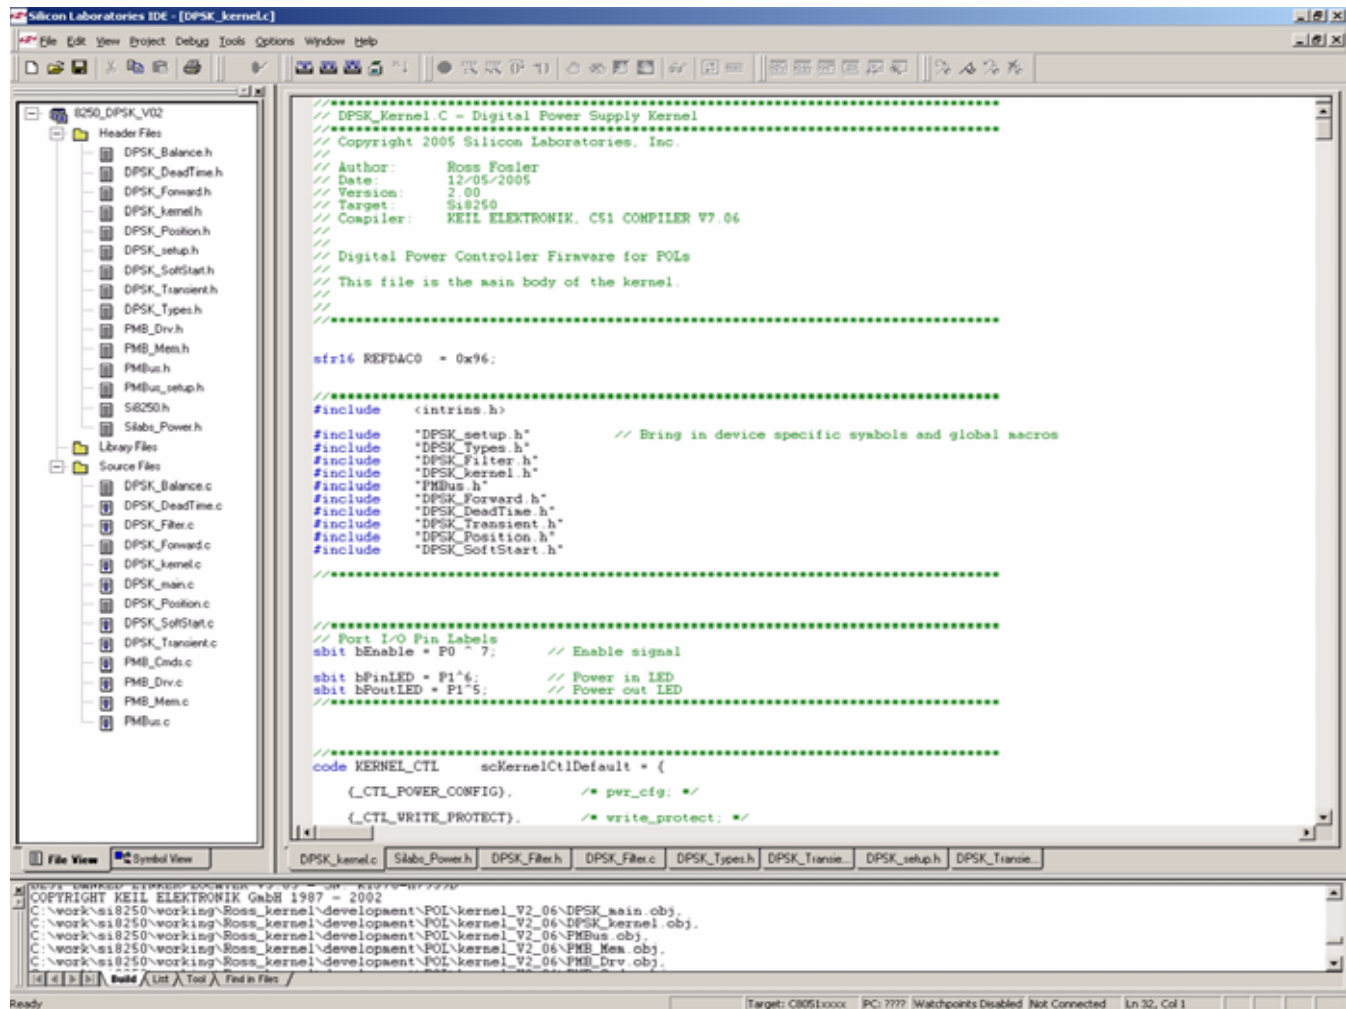 Silicon Laboratories IDE - [DPSK_kernel.c]
File Edit View Project Debug Tools Options Window Help
8250_DPSK_V02
Header Files
DPSK_Balance.h
DPSK_DeadTime.h
DPSK_Forward.h
DPSK_kernel.h
DPSK_Position.h
DPSK_setup.h
DPSK_SoftStart.h
DPSK_Transient.h
DPSK_Types.h
PMB_Drv.h
PMB_Mem.h
PMBus.h
PMBus_setup.h
Si8250.h
Silabs_Power.h
Library Files
Source Files
DPSK_Balance.c
DPSK_DeadTime.c
DPSK_Filter.c
DPSK_Forward.c
DPSK_kernel.c
DPSK_main.c
DPSK_Position.c
DPSK_SoftStart.c
DPSK_Transient.c
PMB_Cmds.c
PMB_Drv.c
PMB_Mem.c
PMBus.c
File View Symbol View
// DPSK_Kernel.C - Digital Power Supply Kernel
// Copyright 2005 Silicon Laboratories, Inc.
//
// Author: Ross Fosler
// Date: 12/05/2005
// Version: 2.00
// Target: Si8250
// Compiler: KEIL ELEKTRONIK, C51 COMPILER V7.06
//
//
// Digital Power Controller Firmware for POLs
//
// This file is the main body of the kernel.
//
//
sfr16 REFDAC0 = 0x96;
#include <intrins.h>
#include "DPSK_setup.h" // Bring in device specific symbols and global macros
#include "DPSK_Types.h"
#include "DPSK_Filter.h"
#include "DPSK_kernel.h"
#include "PMBus.h"
#include "DPSK_Forward.h"
#include "DPSK_DeadTime.h"
#include "DPSK_Transient.h"
#include "DPSK_Position.h"
#include "DPSK_SoftStart.h"
// Port I/O Pin Labels
sbit bEnable = P0 ^ 7; // Enable signal
sbit bPinLED = P1^6; // Power in LED
sbit bPoutLED = P1^5; // Power out LED
code KERNEL_CTL scKernelCtlDefault = {
{_CTL_POWER_CONFIG}, /* pwr_cfg; */
{_CTL_WRITE_PROTECT}, /* write_protect; */
DPSK_kernel.c Silabs_Power.h DPSK_Filter.h DPSK_Filter.c DPSK_Types.h DPSK_Transie... DPSK_setup.h DPSK_Transie...
COPYRIGHT KEIL ELEKTRONIK GmbH 1987 - 2002
C:\work\si8250\working\Ross_kernel\development\POL\kernel_V2_06\DPSK_main.obj,
C:\work\si8250\working\Ross_kernel\development\POL\kernel_V2_06\DPSK_kernel.obj,
C:\work\si8250\working\Ross_kernel\development\POL\kernel_V2_06\PMBus.obj,
C:\work\si8250\working\Ross_kernel\development\POL\kernel_V2_06\PMB_Mem.obj,
C:\work\si8250\working\Ross_kernel\development\POL\kernel_V2_06\PMB_Drv.obj,
Build List Tool Find in Files
Ready Target: C8051xxxx PC: ???? Watchpoints Disabled Not Connected Ln 32, Col 1